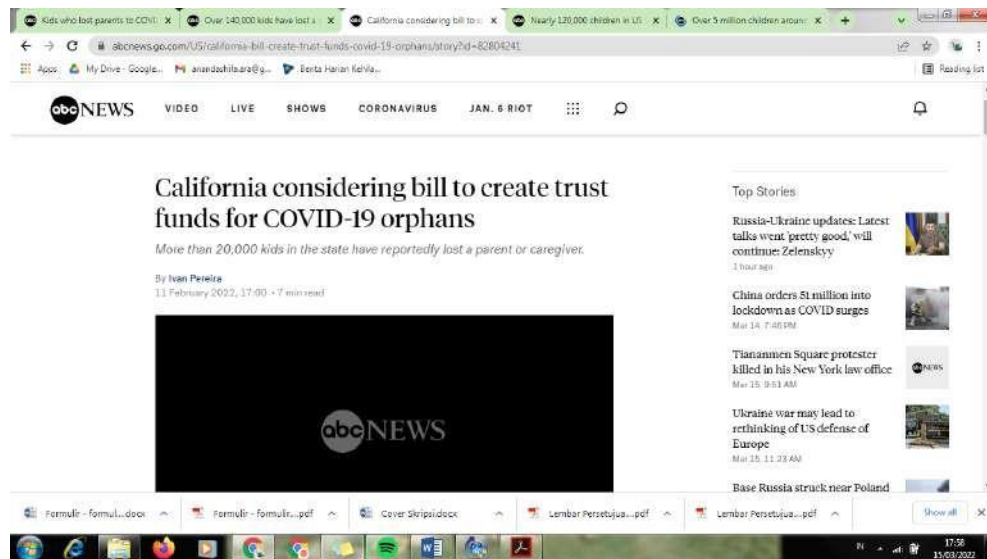 Kids who lost parents to COVI
Over 140,000 kids have lost a
California considering bill to c
Nearly 120,000 children in US
Over 5 million children aroun
abcnews.go.com/US/california-bill-create-trust-funds-covid-19-orphans/story?id=82804241
Apps
My Drive - Google...
Berita Harian Kehila...
Reading list
abc NEWS
VIDEO
LIVE
SHOWS
CORONAVIRUS
JAN. 6 RIOT
California considering bill to create trust
funds for COVID-19 orphans
More than 20,000 kids in the state have reportedly lost a parent or caregiver.
By Ivan Pereira
11 February 2022, 17:00 • 7 min read
abc NEWS
Top Stories
Russia-Ukraine updates: Latest
talks went 'pretty good,' will
continue: Zelenskyy
1 hour ago
China orders 51 million into
lockdown as COVID surges
Mar 14, 7:46 PM
Tiananmen Square protester
killed in his New York law office
Mar 15, 9:51 AM
abc NEWS
Ukraine war may lead to
rethinking of US defense of
Europe
Mar 15, 11:23 AM
Base Russia struck near Poland
Formulir - formul....docx
Formulir - formulir....pdf
Cover Skripsi.docx
Lembar Persetujua....pdf
Lembar Persetujua....pdf
Show all
IN
17:58
15/03/2022